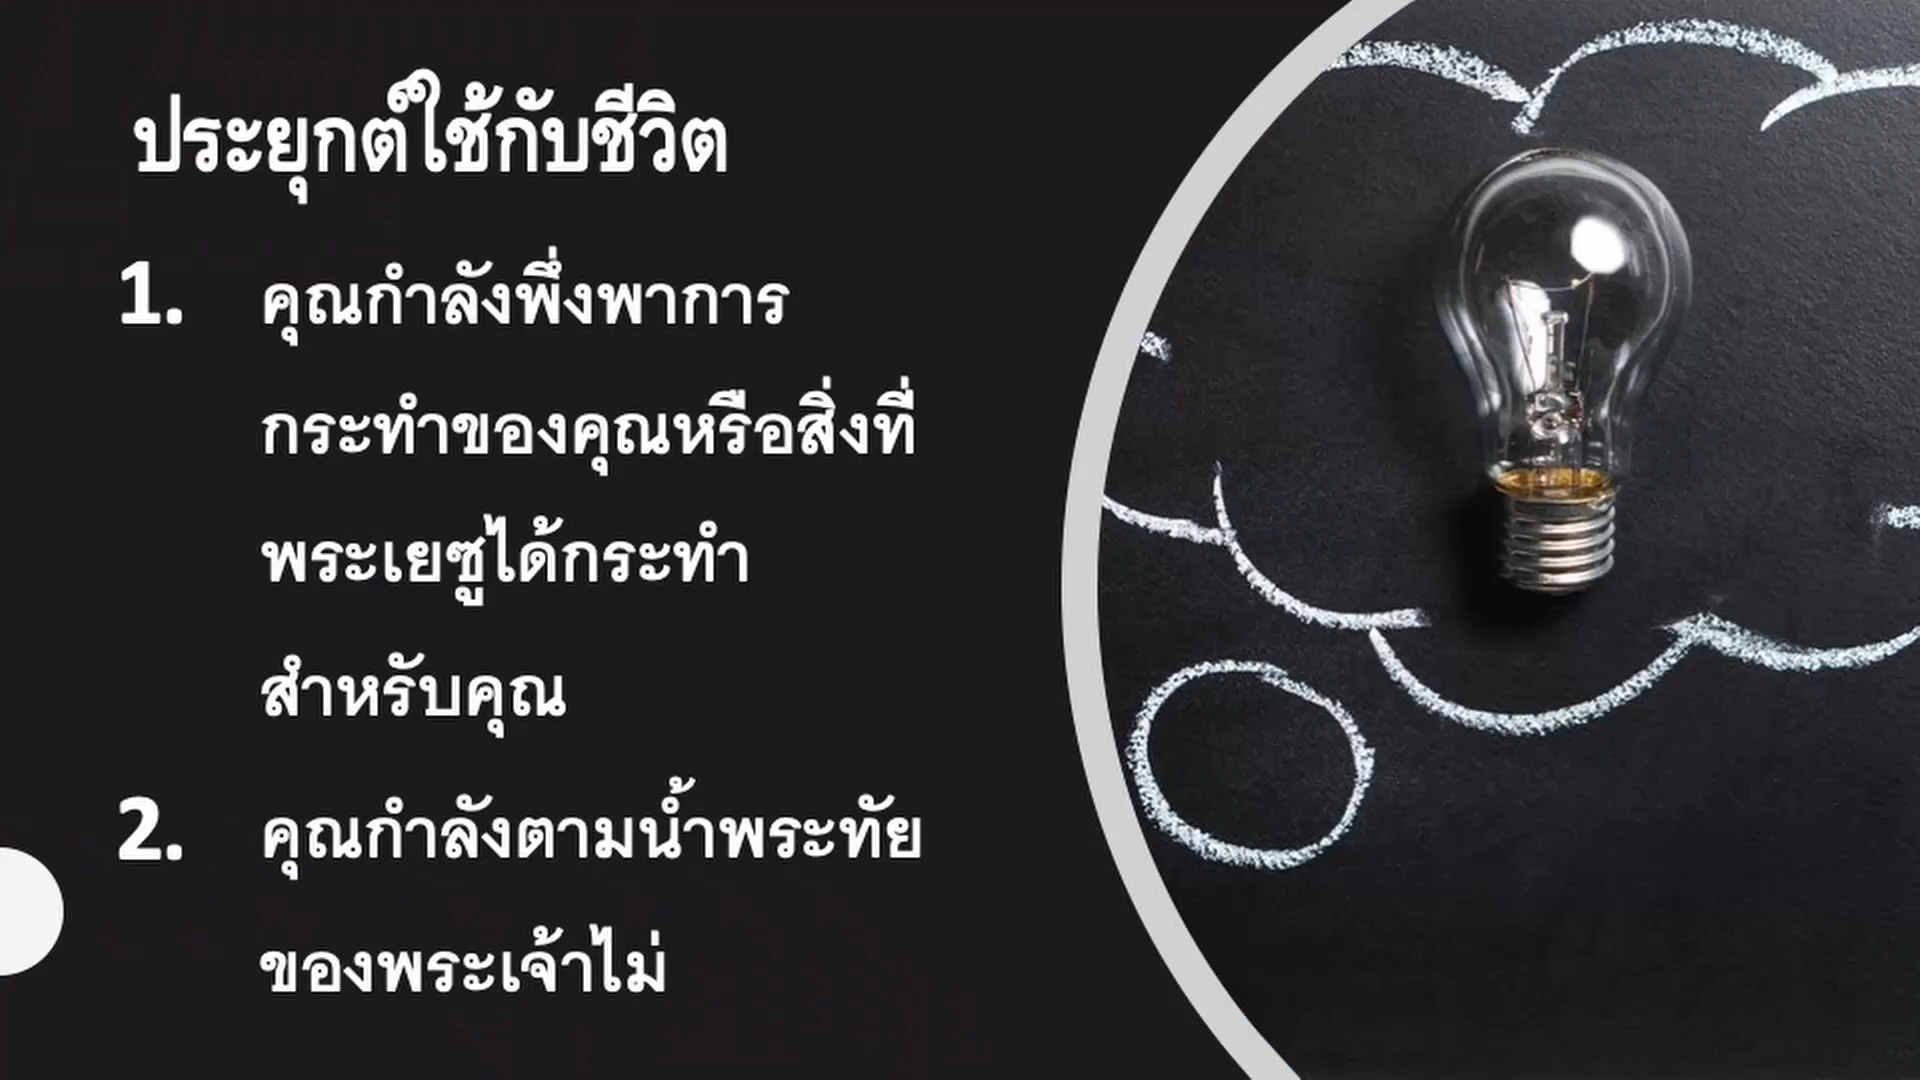 ประยุกต์ใช้กับชีวิต
1. คุณกำลังพึ่งพาการ
กระทำของคุณหรือสิ่งที่
พระเยซูได้กระทำ
สำหรับคุณ
2. คุณกำลังตามน้ำพระทัย
ของพระเจ้าไม่